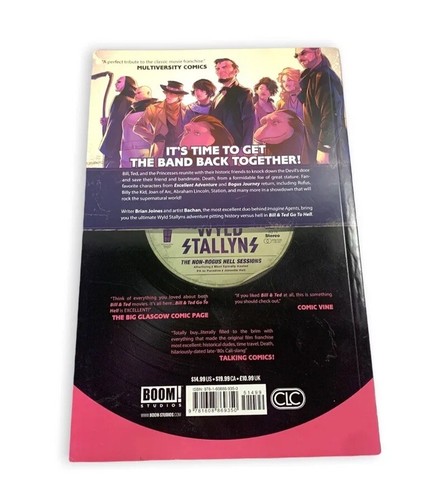 "A perfect tribute to the classic movie franchise"
MULTIVERSITY COMICS
IT'S TIME TO GET
THE BAND BACK TOGETHER!
Bill, Ted, and the Princesses reunite with their historic friends to knock down the Devil's door
and save their friend and bandmate, Death, from a formidable foe of great stature. Fan-
favorite characters from Excellent Adventure and Bogus Journey return, including Rufus,
Billy the Kid, Joan of Arc, Abraham Lincoln, Station, and many more in a showdown that will
rock the supernatural world!
Writer Brian Joines and artist Bachan, the most excellent duo behind Imagine Agents, bring
you the ultimate Wyld Stallyns adventure pitting history versus hell in Bill & Ted Go To Hell.
WYLD
STALLYNS
Stereo
THE NON-BOGUS HELL SESSIONS
"Think of everything you loved about both
Bill & Ted movies. It's all here...Bill & Ted Go To
Hell is EXCELLENT!"
THE BIG GLASGOW COMIC PAGE
"If you liked Bill & Ted at all, this is something
you should check out."
COMIC VINE
"Totally buy...literally filled to the brim with
everything that made the original film franchise
most excellent: historical dudes, time travel, Death,
hilariously-dated late-'80s Cali-slang"
TALKING COMICS!
$14.99 US • $19.99 CA • £10.99 UK
BOOM!
STUDIOS
WWW.BOOM-STUDIOS.COM
51499
9 781608 869350
CLC